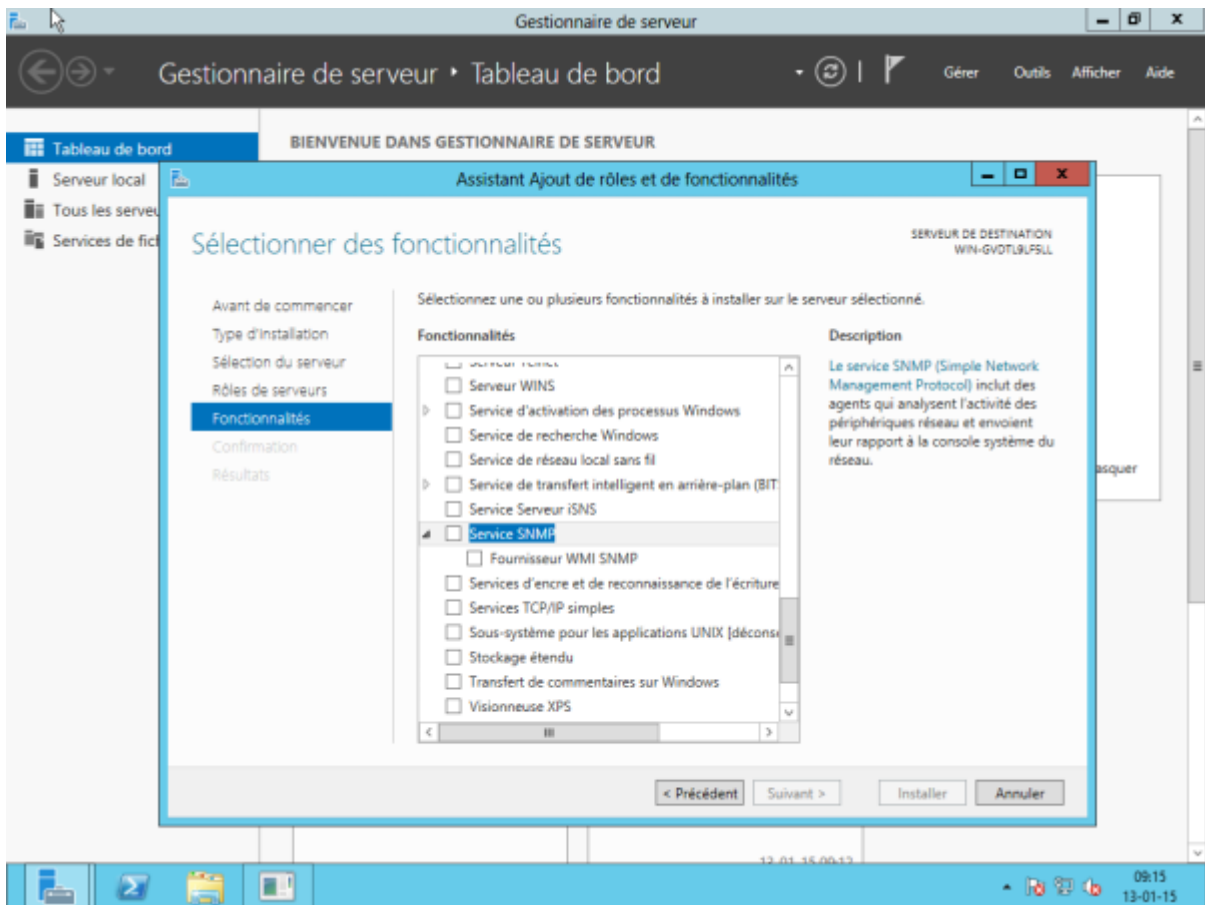 Gestionnaire de serveur
Gestionnaire de serveur • Tableau de bord
Gérer Outils Afficher Aide
Tableau de bord
Serveur local
Tous les serveu
Services de fich
BIENVENUE DANS GESTIONNAIRE DE SERVEUR
Assistant Ajout de rôles et de fonctionnalités
Sélectionner des fonctionnalités
SERVEUR DE DESTINATION
Avant de commencer
Type d'installation
Sélection du serveur
Rôles de serveurs
Fonctionnalités
Confirmation
Résultats
Sélectionnez une ou plusieurs fonctionnalités à installer sur le serveur sélectionné.
Fonctionnalités
Serveur Telnet
Serveur WINS
Service d'activation des processus Windows
Service de recherche Windows
Service de réseau local sans fil
Service de transfert intelligent en arrière-plan (BIT
Service Serveur iSNS
Service SNMP
Fournisseur WMI SNMP
Services d'encre et de reconnaissance de l'écriture
Services TCP/IP simples
Sous-système pour les applications UNIX [déconse
Stockage étendu
Transfert de commentaires sur Windows
Visionneuse XPS
Description
Le service SNMP (Simple Network
Management Protocol) inclut des
agents qui analysent l'activité des
périphériques réseau et envoient
leur rapport à la console système du
réseau.
asquer
< Précédent
Suivant >
Installer
Annuler
13-01-15 09:12
09:15
13-01-15